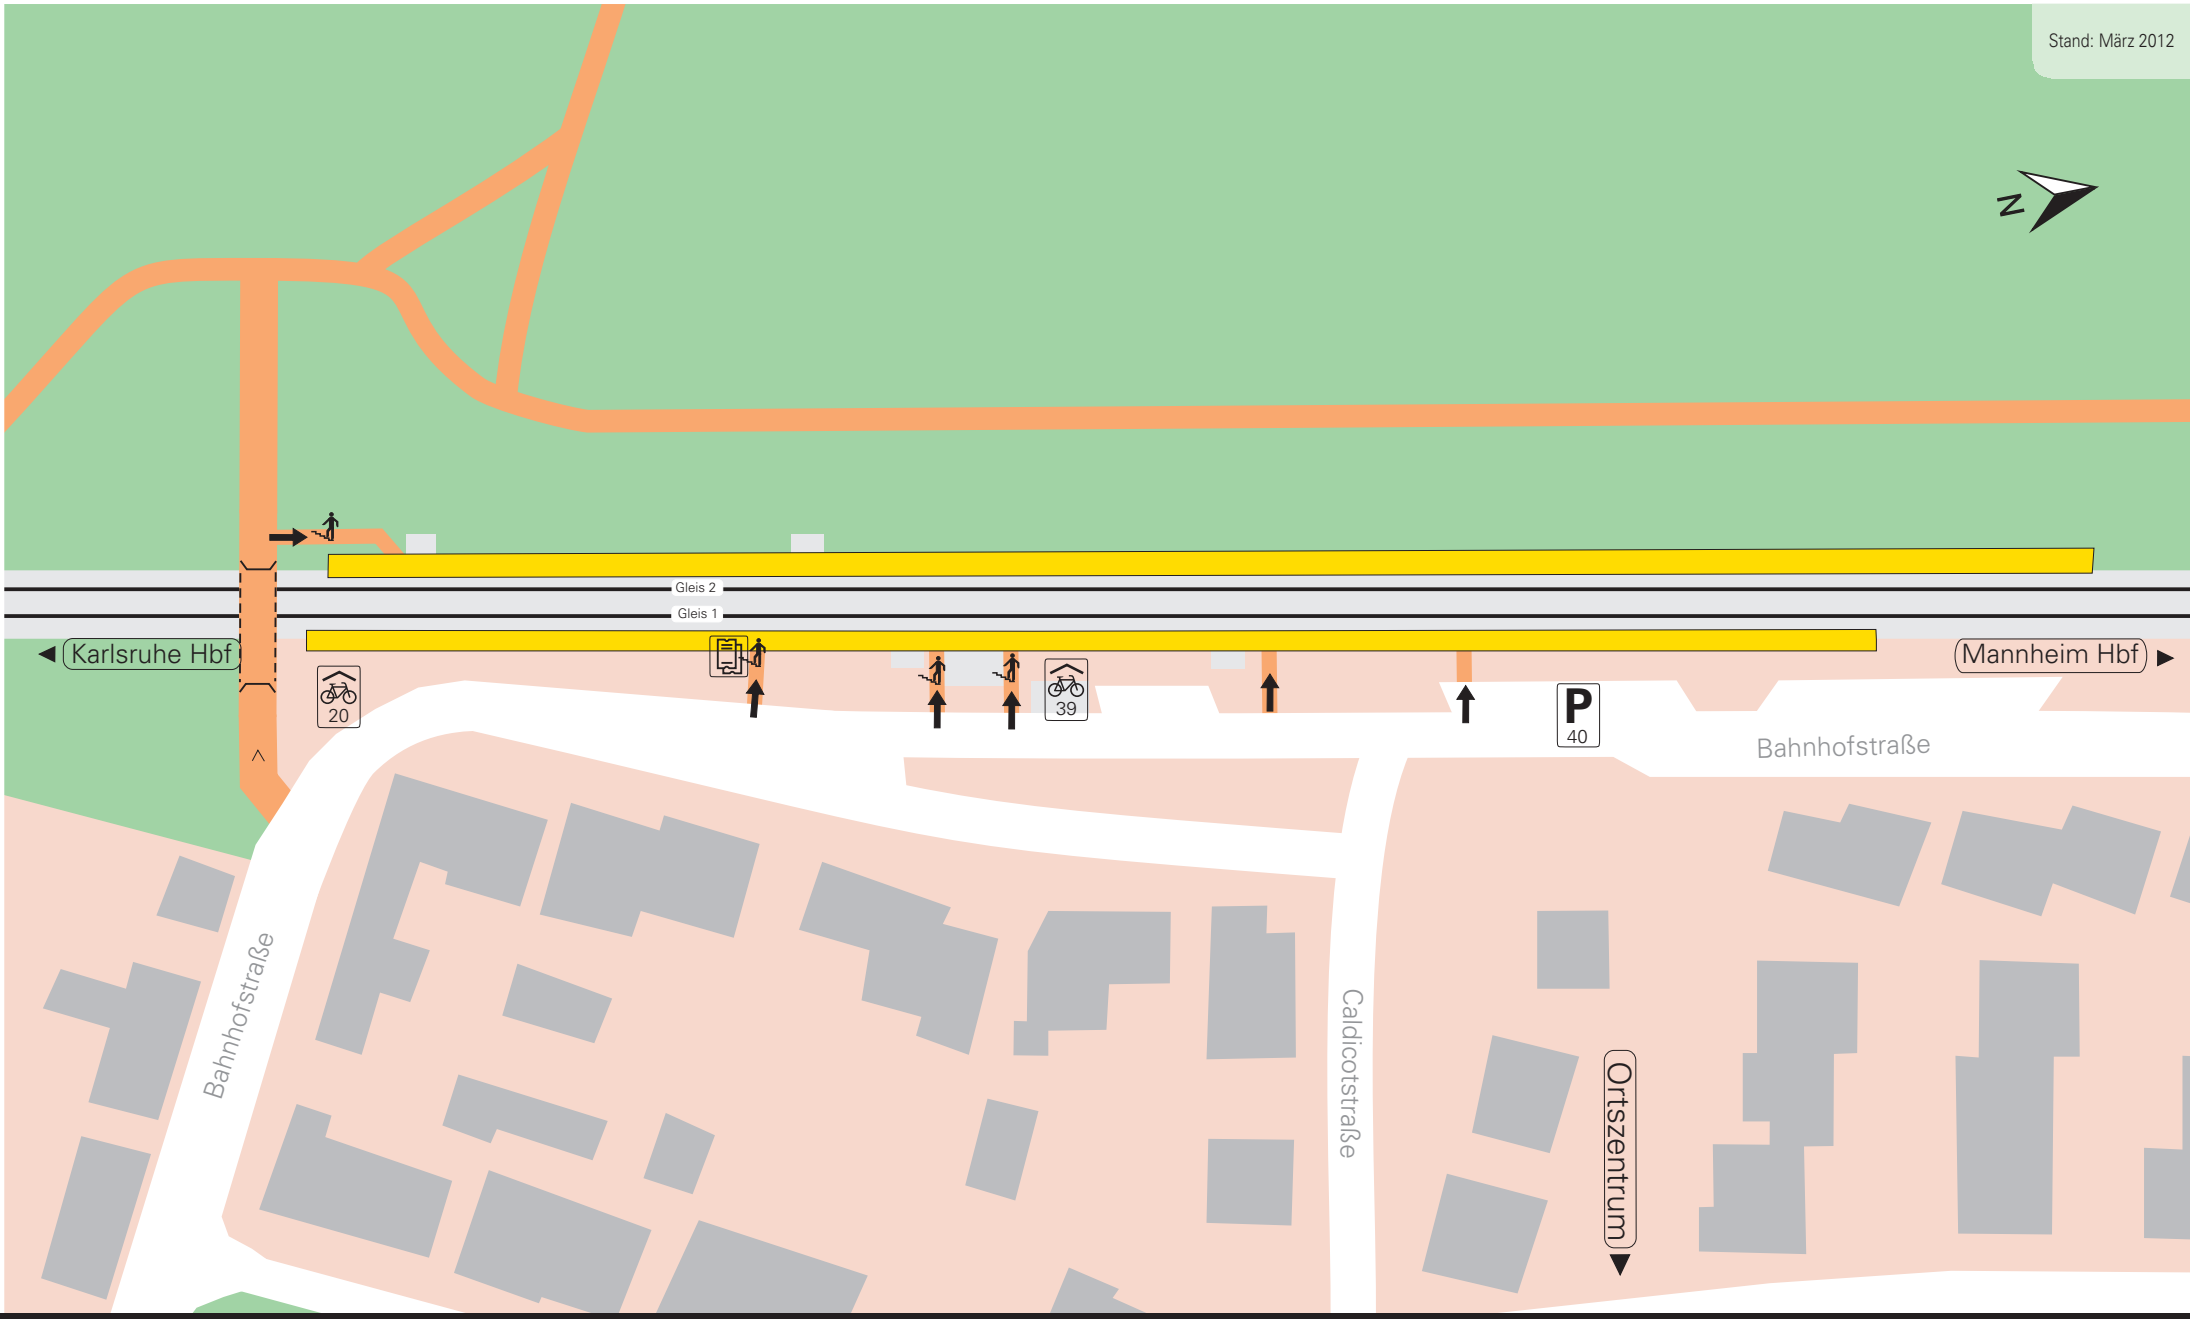 Stand: März 2012
N
Gleis 2
Gleis 1
Karlsruhe Hbf
Mannheim Hbf
20
39
P
40
Bahnhofstraße
Bahnhofstraße
Caldicotstraße
Ortszentrum